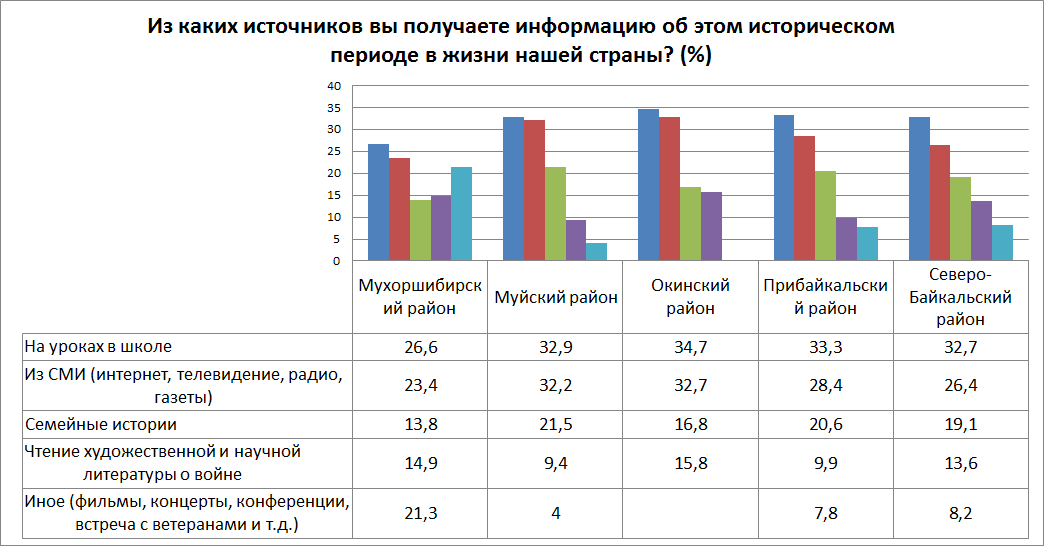 Из каких источников вы получаете информацию об этом историческом
периоде в жизни нашей страны? (%)
40
35
30
25
20
15
10
5
0
Мухоршибирск
ий район
Муйский район
Окинский
район
Прибайкальски
й район
Северо-
Байкальский
район
На уроках в школе 26,6 32,9 34,7 33,3 32,7
Из СМИ (интернет, телевидение, радио,
газеты) 23,4 32,2 32,7 28,4 26,4
Семейные истории 13,8 21,5 16,8 20,6 19,1
Чтение художественной и научной
литературы о войне 14,9 9,4 15,8 9,9 13,6
Иное (фильмы, концерты, конференции,
встреча с ветеранами и т.д.) 21,3 4 7,8 8,2